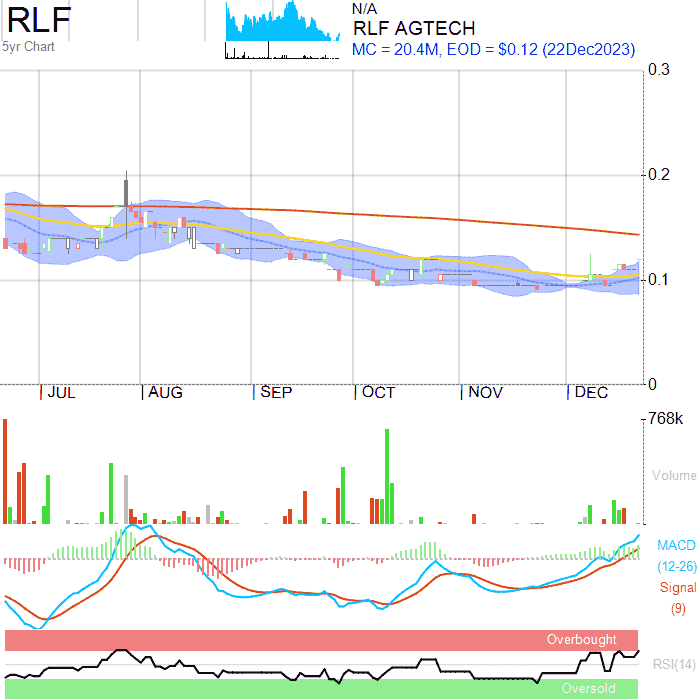 RLF
5yr Chart
N/A
RLF AGTECH
MC = 20.4M, EOD = $0.12 (22Dec2023)
0.3
0.2
0.1
0
JUL AUG SEP OCT NOV DEC
768k
Volume
MACD
(12-26)
Signal
(9)
Overbought
RSI(14)
Oversold